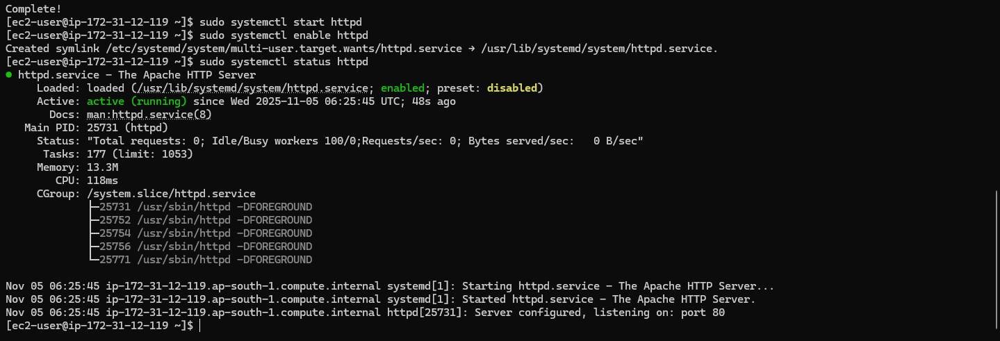 Complete!
[ec2-user@ip-172-31-12-119 ~]$ sudo systemctl start httpd
[ec2-user@ip-172-31-12-119 ~]$ sudo systemctl enable httpd
Created symlink /etc/systemd/system/multi-user.target.wants/httpd.service → /usr/lib/systemd/system/httpd.service.
[ec2-user@ip-172-31-12-119 ~]$ sudo systemctl status httpd
● httpd.service - The Apache HTTP Server
     Loaded: loaded (/usr/lib/systemd/system/httpd.service; enabled; preset: disabled)
     Active: active (running) since Wed 2025-11-05 06:25:45 UTC; 48s ago
       Docs: man:httpd.service(8)
   Main PID: 25731 (httpd)
     Status: "Total requests: 0; Idle/Busy workers 100/0;Requests/sec: 0; Bytes served/sec:   0 B/sec"
      Tasks: 177 (limit: 1053)
     Memory: 13.3M
        CPU: 118ms
     CGroup: /system.slice/httpd.service
             ├─25731 /usr/sbin/httpd -DFOREGROUND
             ├─25752 /usr/sbin/httpd -DFOREGROUND
             ├─25754 /usr/sbin/httpd -DFOREGROUND
             ├─25756 /usr/sbin/httpd -DFOREGROUND
             └─25771 /usr/sbin/httpd -DFOREGROUND

Nov 05 06:25:45 ip-172-31-12-119.ap-south-1.compute.internal systemd[1]: Starting httpd.service - The Apache HTTP Server...
Nov 05 06:25:45 ip-172-31-12-119.ap-south-1.compute.internal systemd[1]: Started httpd.service - The Apache HTTP Server.
Nov 05 06:25:45 ip-172-31-12-119.ap-south-1.compute.internal httpd[25731]: Server configured, listening on: port 80
[ec2-user@ip-172-31-12-119 ~]$